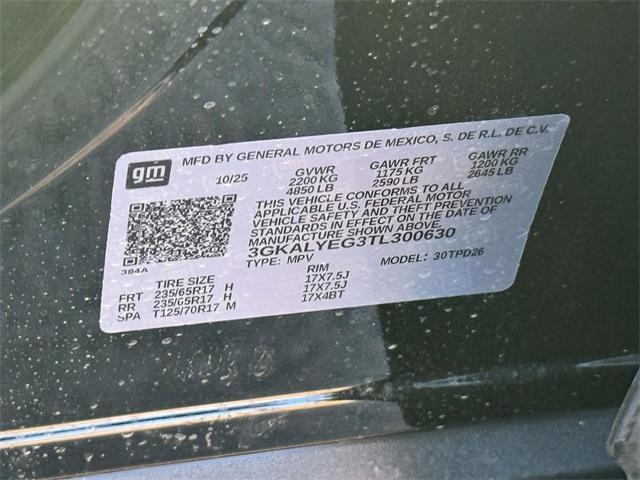 gm
MFD BY GENERAL MOTORS DE MEXICO, S. DE R.L. DE C.V.
10/25 GVWR GAWR FRT GAWR RR
2200 KG 1175 KG 1200 KG
4850 LB 2590 LB 2645 LB
THIS VEHICLE CONFORMS TO ALL
APPLICABLE U.S. FEDERAL MOTOR
VEHICLE SAFETY AND THEFT PREVENTION
STANDARDS IN EFFECT ON THE DATE OF
MANUFACTURE SHOWN ABOVE.
3GKALYEG3TL300630
384A TYPE: MPV MODEL: 30TPD26
TIRE SIZE RIM
FRT 235/65R17 H 17X7.5J
RR 235/65R17 H 17X7.5J
SPA T125/70R17 M 17X4BT